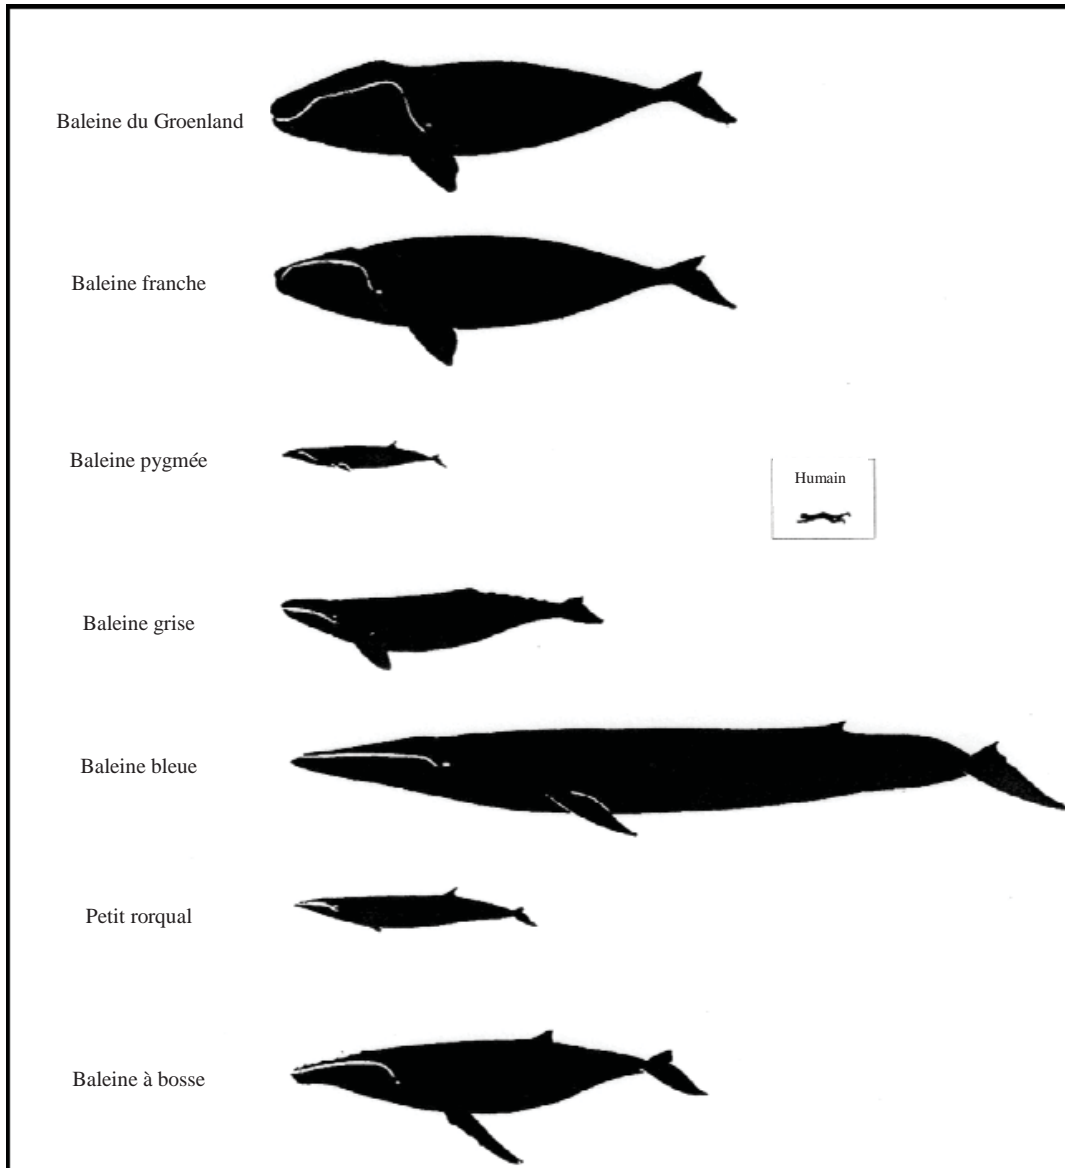 Baleine du Groenland
Baleine franche
Baleine pygmée
Humain
Baleine grise
Baleine bleue
Petit rorqual
Baleine à bosse